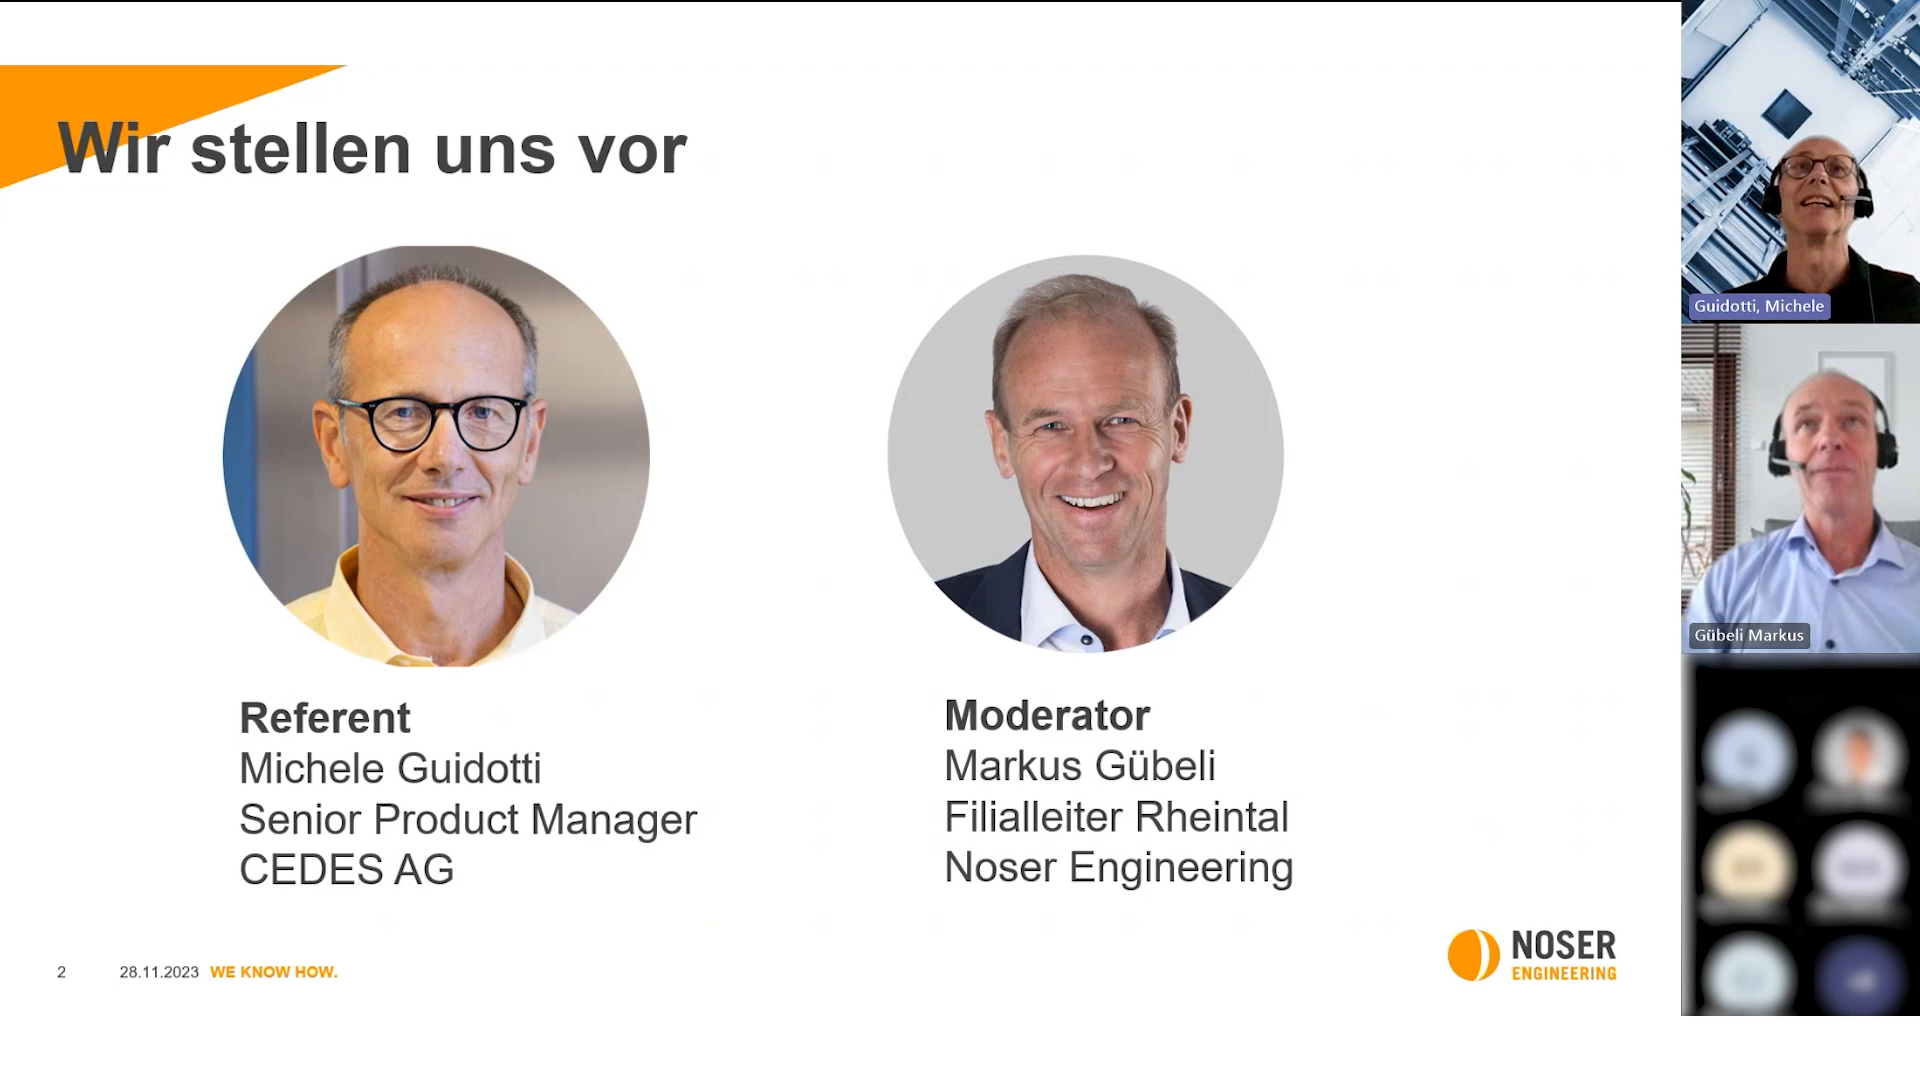 Wir stellen uns vor
Referent
Michele Guidotti
Senior Product Manager
CEDES AG
Moderator
Markus Gübeli
Filialleiter Rheintal
Noser Engineering
2
28.11.2023 WE KNOW HOW.
NOSER
ENGINEERING
Guidotti, Michele
Gübeli Markus